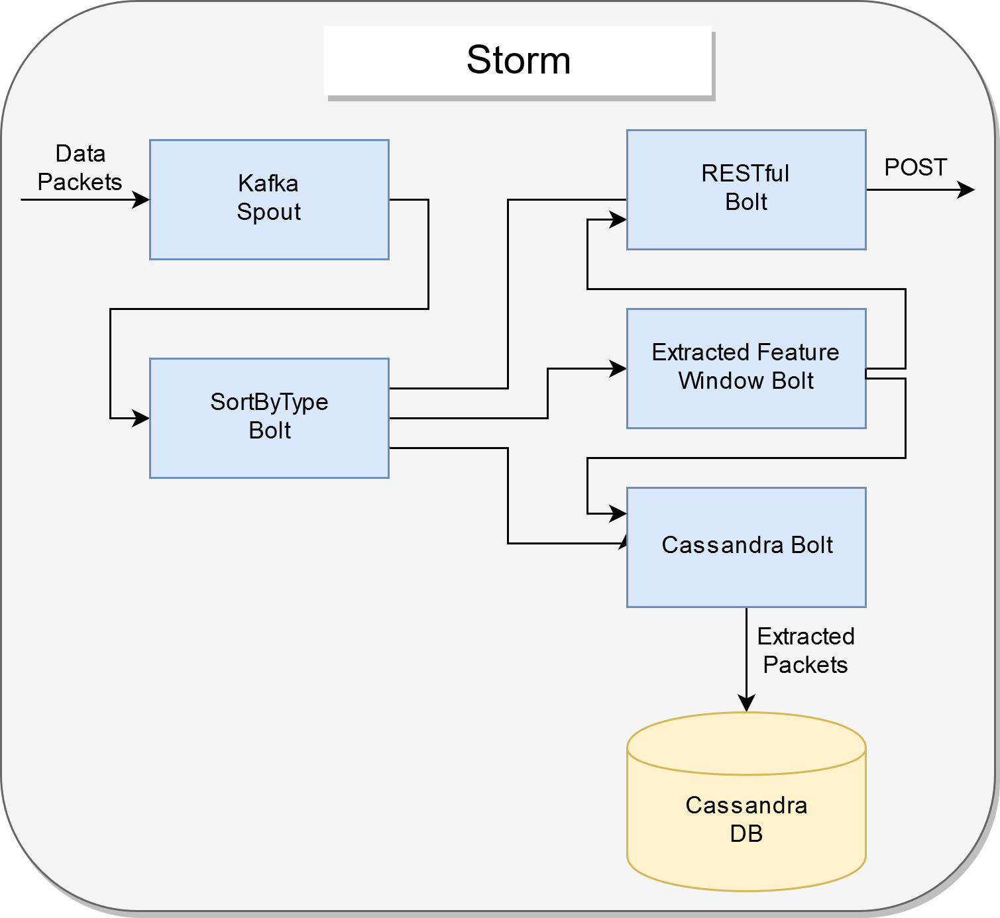 Storm
Data
Packets
Kafka
Spout
RESTful
Bolt
POST
Extracted Feature
Window Bolt
SortByType
Bolt
Cassandra Bolt
Extracted
Packets
Cassandra
DB